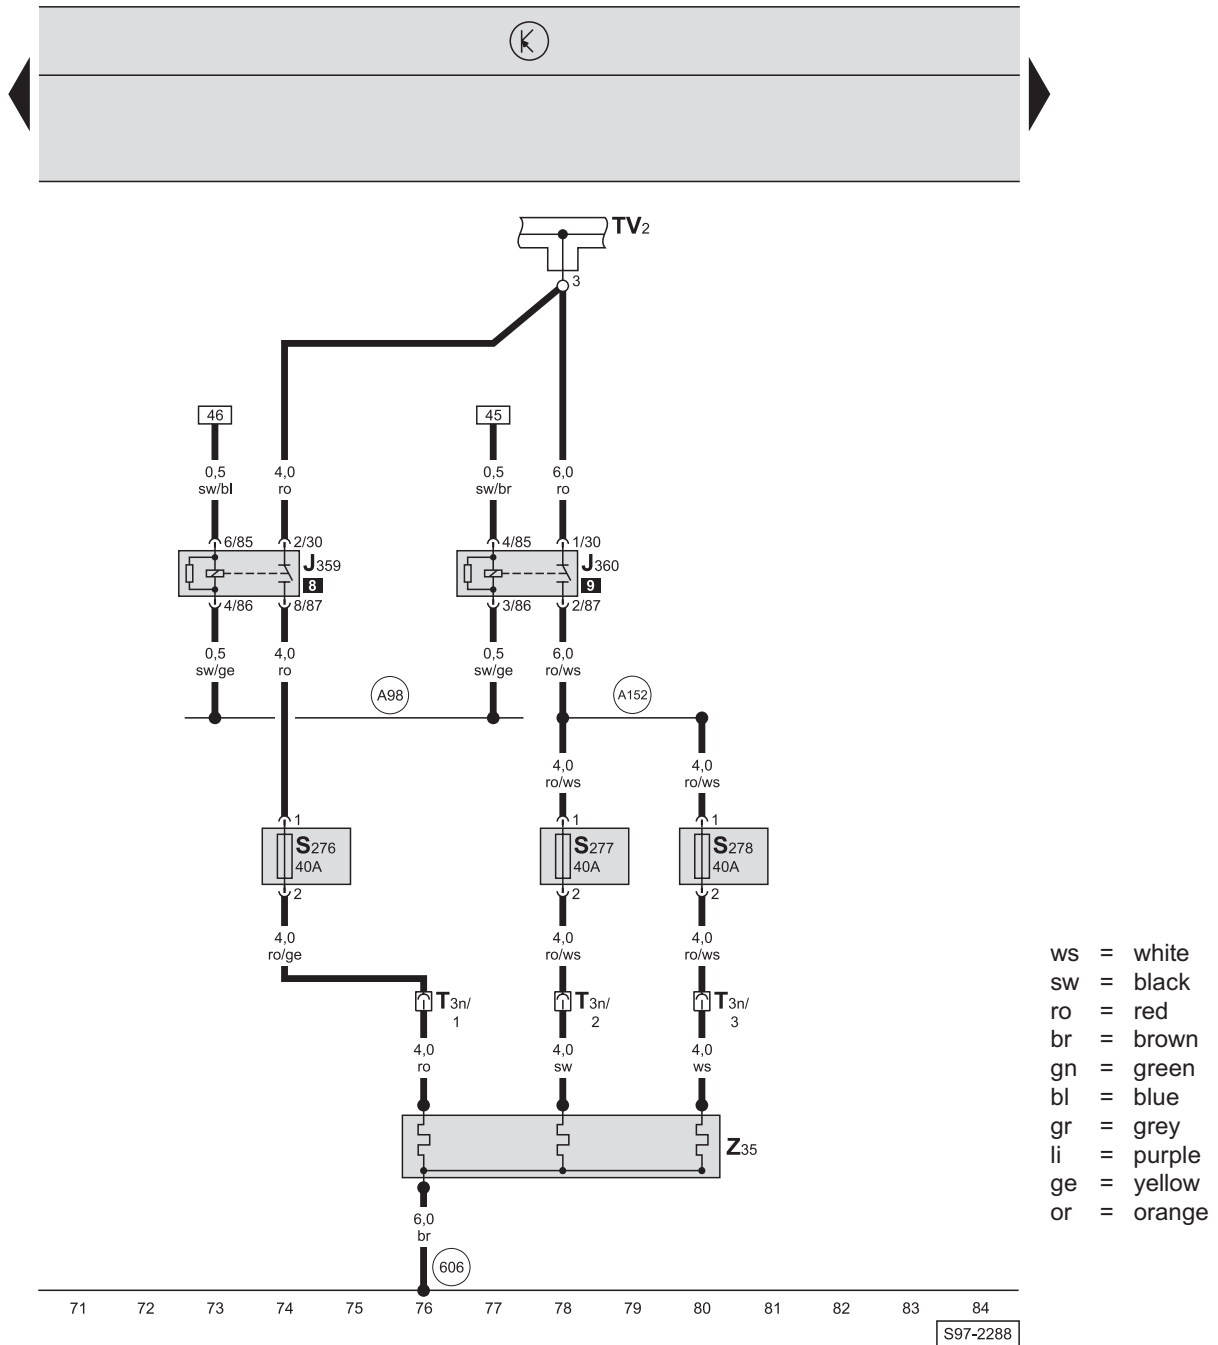 TV2
3
46
45
0,5
sw/bl
4,0
ro
0,5
sw/br
6,0
ro
6/85
2/30
4/85
1/30
J359
8
J360
9
4/86
8/87
3/86
2/87
0,5
sw/ge
4,0
ro
0,5
sw/ge
6,0
ro/ws
A98
A152
4,0
ro/ws
4,0
ro/ws
1
1
1
S276
40A
S277
40A
S278
40A
2
2
2
4,0
ro/ge
4,0
ro/ws
4,0
ro/ws
T3n/
1
T3n/
2
T3n/
3
4,0
ro
4,0
sw
4,0
ws
Z35
6,0
br
606
71 72 73 74 75 76 77 78 79 80 81 82 83 84
S97-2288
ws = white
sw = black
ro = red
br = brown
gn = green
bl = blue
gr = grey
li = purple
ge = yellow
or = orange